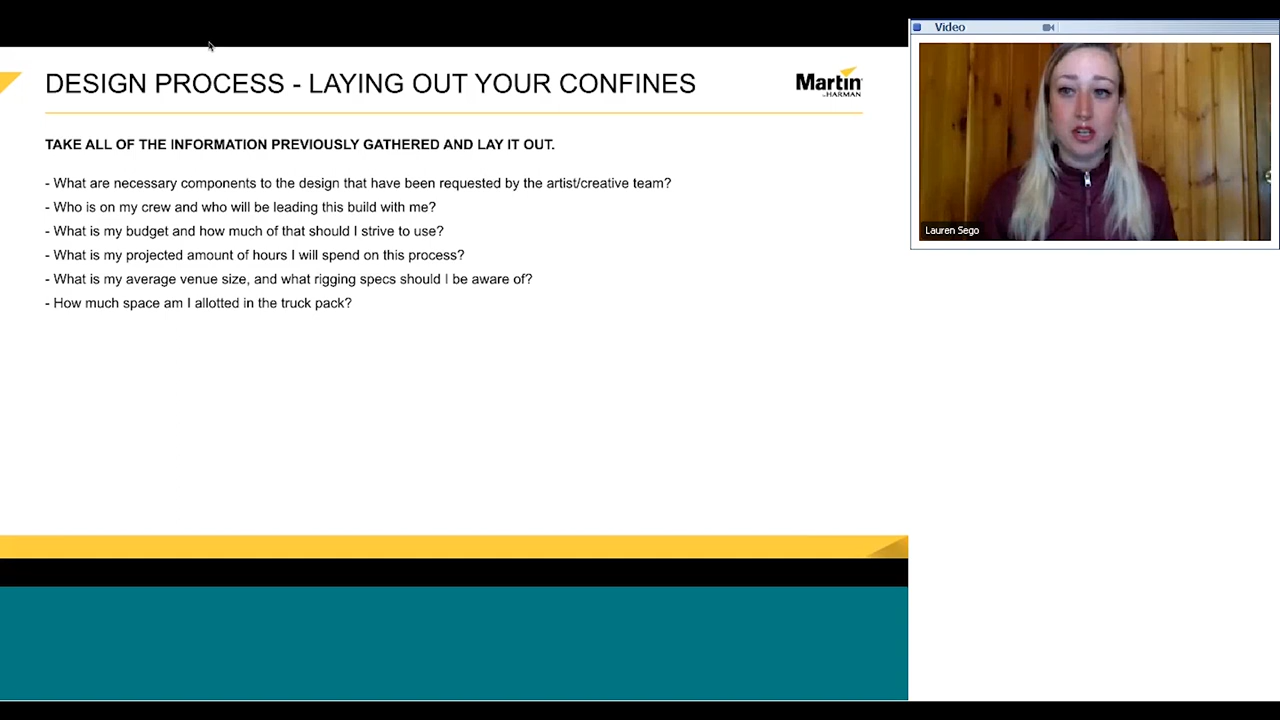 DESIGN PROCESS - LAYING OUT YOUR CONFINES
Martin
by HARMAN
TAKE ALL OF THE INFORMATION PREVIOUSLY GATHERED AND LAY IT OUT.
- What are necessary components to the design that have been requested by the artist/creative team?
- Who is on my crew and who will be leading this build with me?
- What is my budget and how much of that should I strive to use?
- What is my projected amount of hours I will spend on this process?
- What is my average venue size, and what rigging specs should I be aware of?
- How much space am I allotted in the truck pack?
Video
Lauren Sego